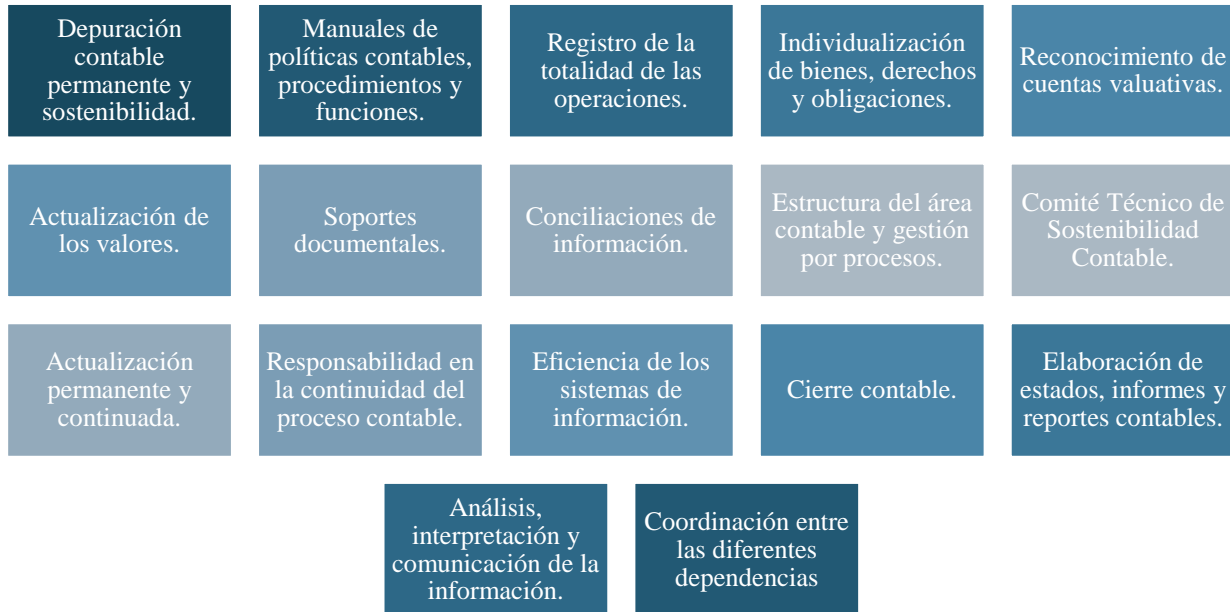 Depuración
contable
permanente y
sostenibilidad.
Manuales de
políticas contables,
procedimientos y
funciones.
Registro de la
totalidad de las
operaciones.
Individualización
de bienes, derechos
y obligaciones.
Reconocimiento de
cuentas valuativas.
Actualización de
los valores.
Soportes
documentales.
Conciliaciones de
información.
Estructura del área
contable y gestión
por procesos.
Comité Técnico de
Sostenibilidad
Contable.
Actualización
permanente y
continuada.
Responsabilidad en
la continuidad del
proceso contable.
Eficiencia de los
sistemas de
información.
Cierre contable.
Elaboración de
estados, informes y
reportes contables.
Análisis,
interpretación y
comunicación de la
información.
Coordinación entre
las diferentes
dependencias